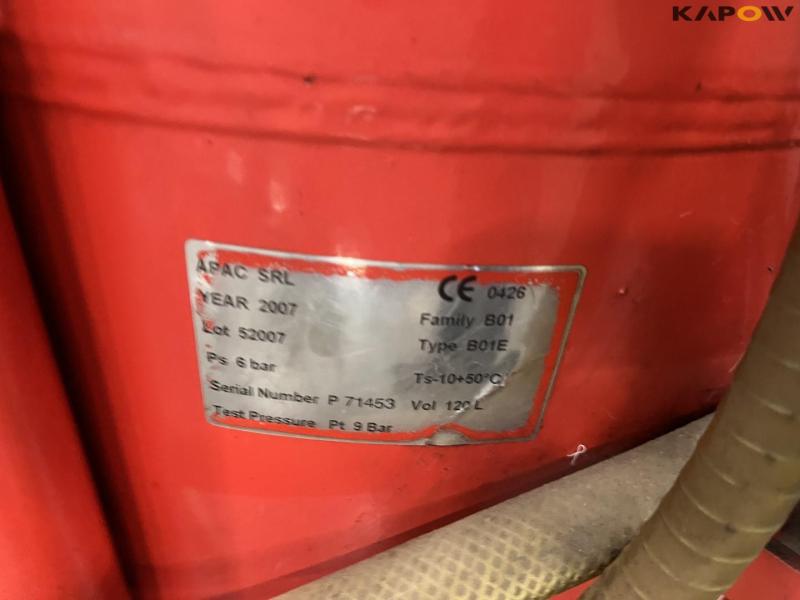 KAPOW
APAC SRL
CE 0426
YEAR 2007
Family B01
Lot 52007
Type B01E
Ps 6 bar
Ts-10+50°C
Serial Number P 71453 Vol 120 L
Test Pressure Pt 9 Bar